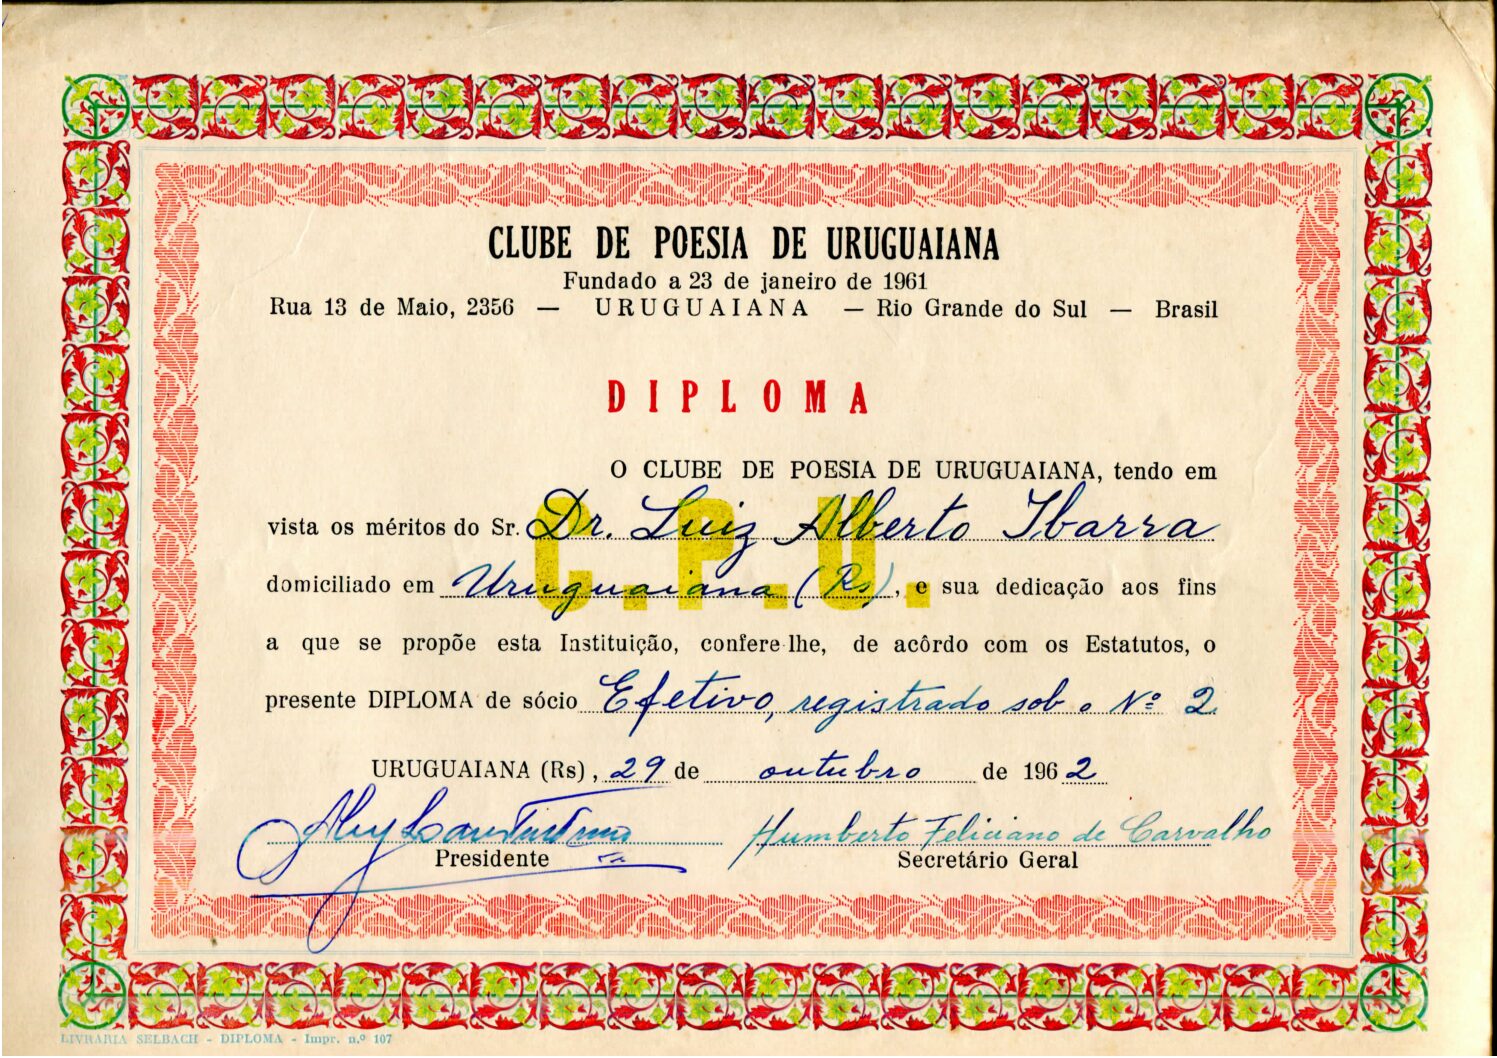 CLUBE DE POESIA DE URUGUAIANA
Fundado a 23 de janeiro de 1961
Rua 13 de Maio, 2356 — URUGUAIANA — Rio Grande do Sul — Brasil
DIPLOMA
O CLUBE DE POESIA DE URUGUAIANA, tendo em
vista os méritos do Sr. Dr. Luiz Alberto Ibarra
C.P.U.
domiciliado em Uruguaiana (Rs), e sua dedicação aos fins
a que se propõe esta Instituição, confere-lhe, de acôrdo com os Estatutos, o
presente DIPLOMA de sócio Efetivo, registrado sob o Nº 2
URUGUAIANA (Rs), 29 de outubro de 1962
Humberto Feliciano de Carvalho
Presidente Secretário Geral
LIVRARIA SELBACH - DIPLOMA - Impr. n.º 107